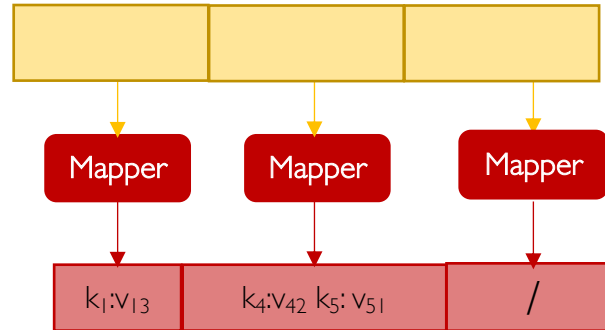 Mapper Mapper Mapper
k₁:v₁₃ k₄:v₄₂ k₅: v₅₁ /